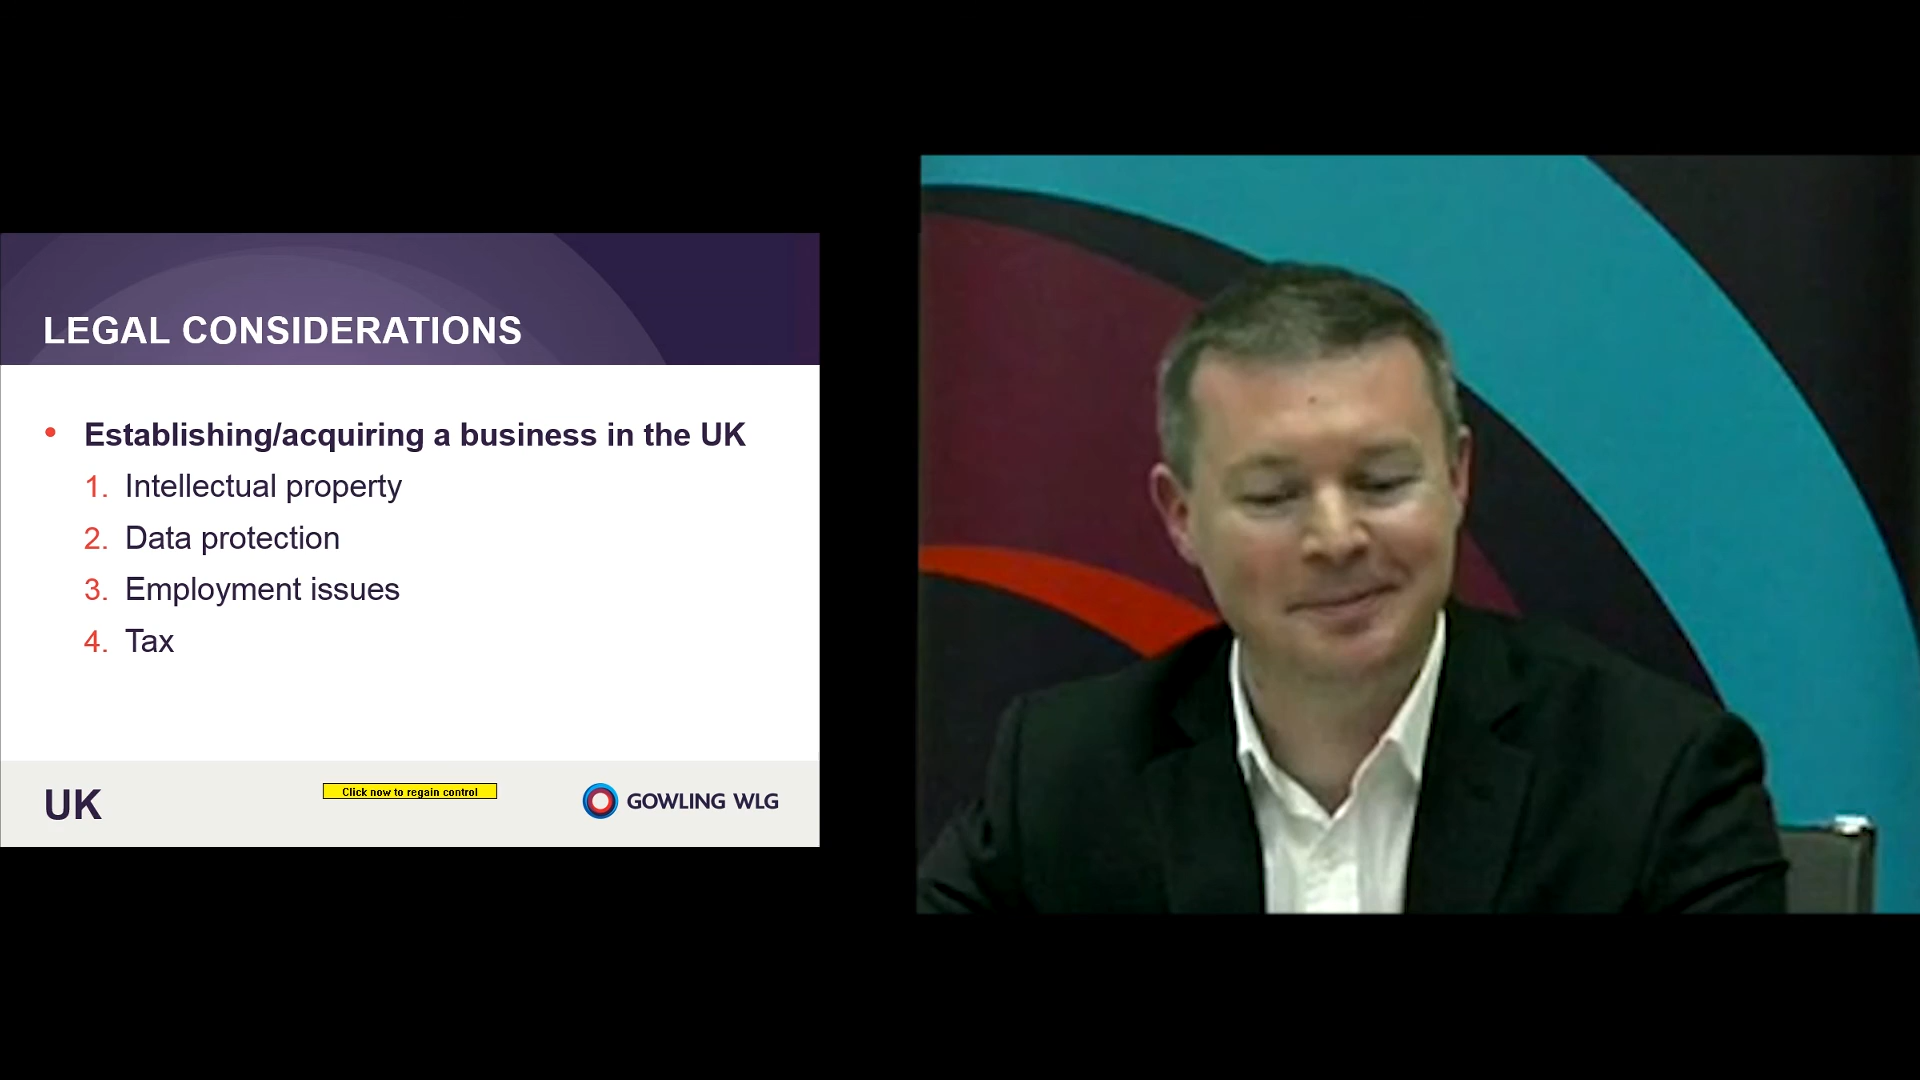 LEGAL CONSIDERATIONS
• Establishing/acquiring a business in the UK
1. Intellectual property
2. Data protection
3. Employment issues
4. Tax
UK
Click now to regain control
GOWLING WLG